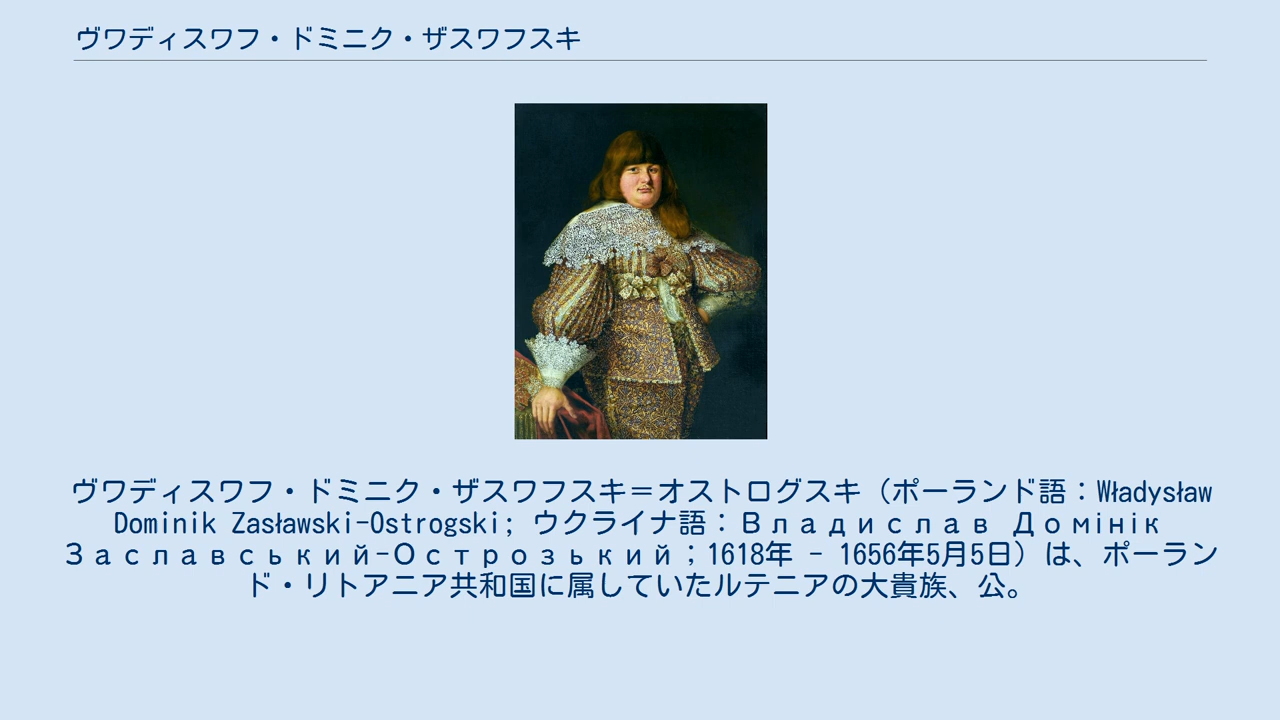 ヴワディスワフ・ドミニク・ザスワフスキ
ヴワディスワフ・ドミニク・ザスワフスキ＝オストログスキ（ポーランド語：Władysław
Dominik Zasławski-Ostrogski; ウクライナ語：Владислав Домінік
Заславський-Острозький；1618年 - 1656年5月5日）は、ポーラン
ド・リトアニア共和国に属していたルテニアの大貴族、公。